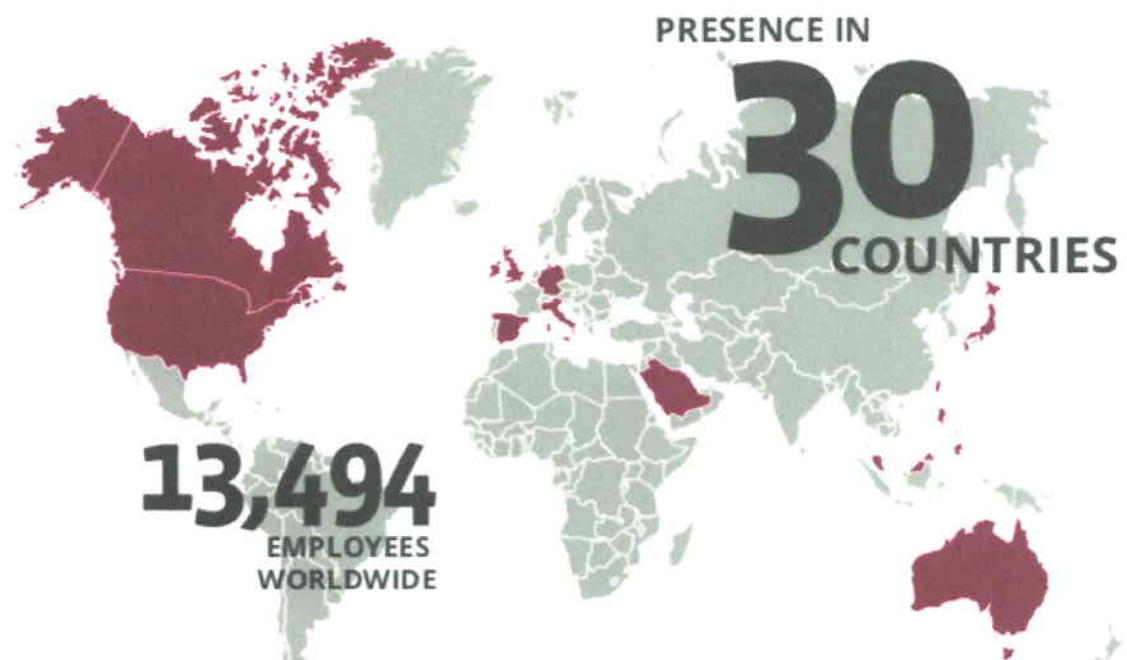 PRESENCE IN
30
COUNTRIES
13,494
EMPLOYEES
WORLDWIDE